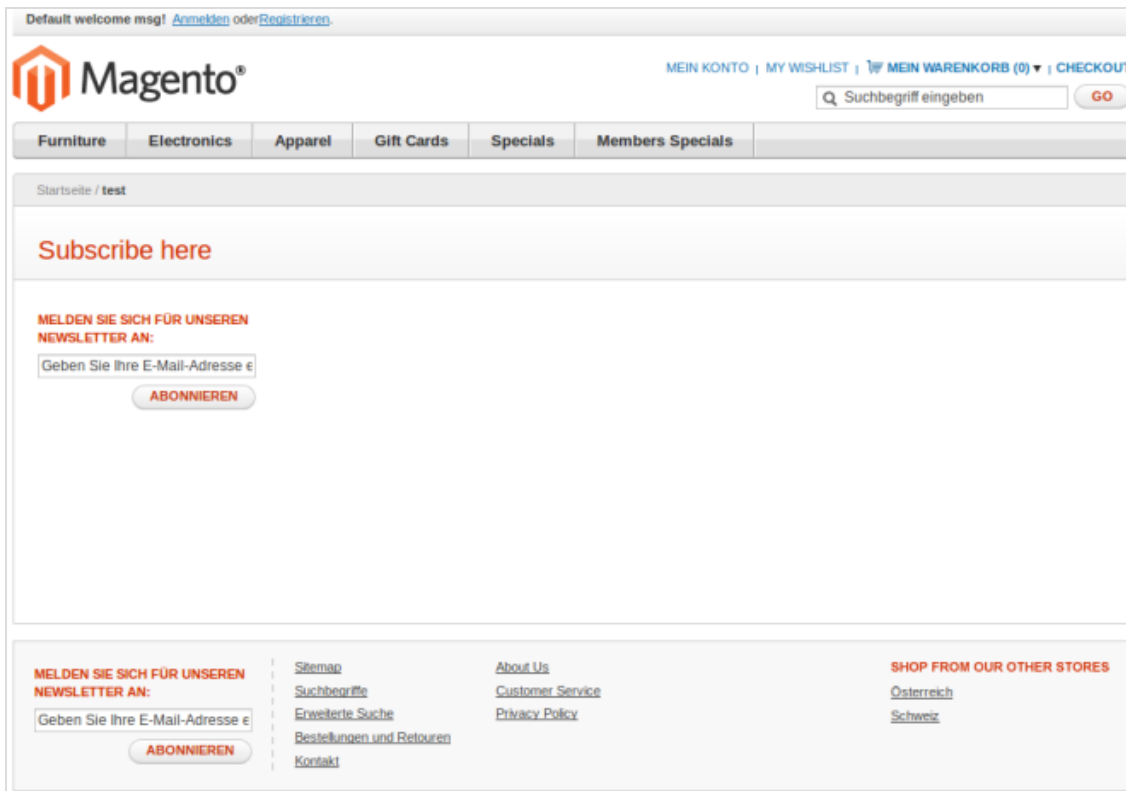 Default welcome msg! Anmelden oderRegistrieren.
Magento®
MEIN KONTO | MY WISHLIST | MEIN WARENKORB (0) ▼ | CHECKOUT
Suchbegriff eingeben GO
Furniture Electronics Apparel Gift Cards Specials Members Specials
Startseite / test
Subscribe here
MELDEN SIE SICH FÜR UNSEREN
NEWSLETTER AN:
Geben Sie Ihre E-Mail-Adresse e
ABONNIEREN
MELDEN SIE SICH FÜR UNSEREN
NEWSLETTER AN:
Geben Sie Ihre E-Mail-Adresse e
ABONNIEREN
Sitemap
Suchbegriffe
Erweiterte Suche
Bestellungen und Retouren
Kontakt
About Us
Customer Service
Privacy Policy
SHOP FROM OUR OTHER STORES
Österreich
Schweiz